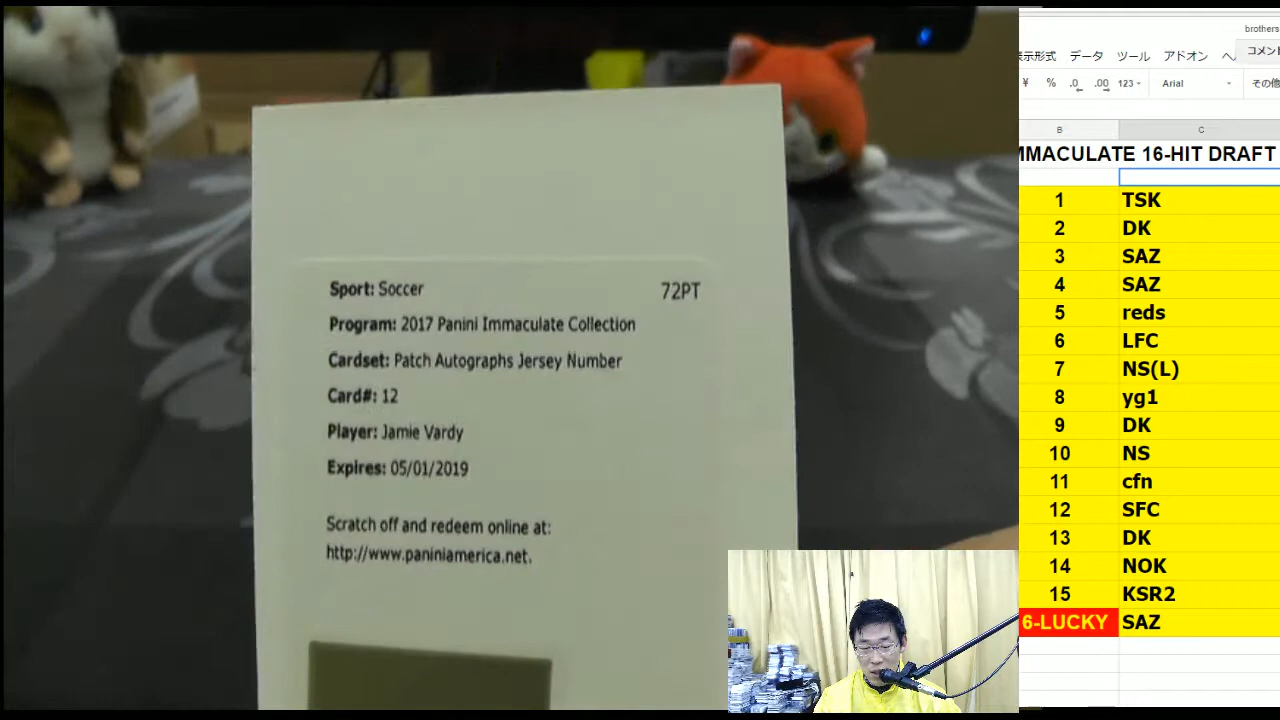 Sport: Soccer 72PT
Program: 2017 Panini Immaculate Collection
Cardset: Patch Autographs Jersey Number
Card#: 12
Player: Jamie Vardy
Expires: 05/01/2019
Scratch off and redeem online at:
http://www.paniniamerica.net.
brothers
表示形式 データ ツール アドオン ヘ コメント
¥ % .0 .00 123 Arial その他
B C
MMACULATE 16-HIT DRAFT
1 TSK
2 DK
3 SAZ
4 SAZ
5 reds
6 LFC
7 NS(L)
8 yg1
9 DK
10 NS
11 cfn
12 SFC
13 DK
14 NOK
15 KSR2
6-LUCKY SAZ